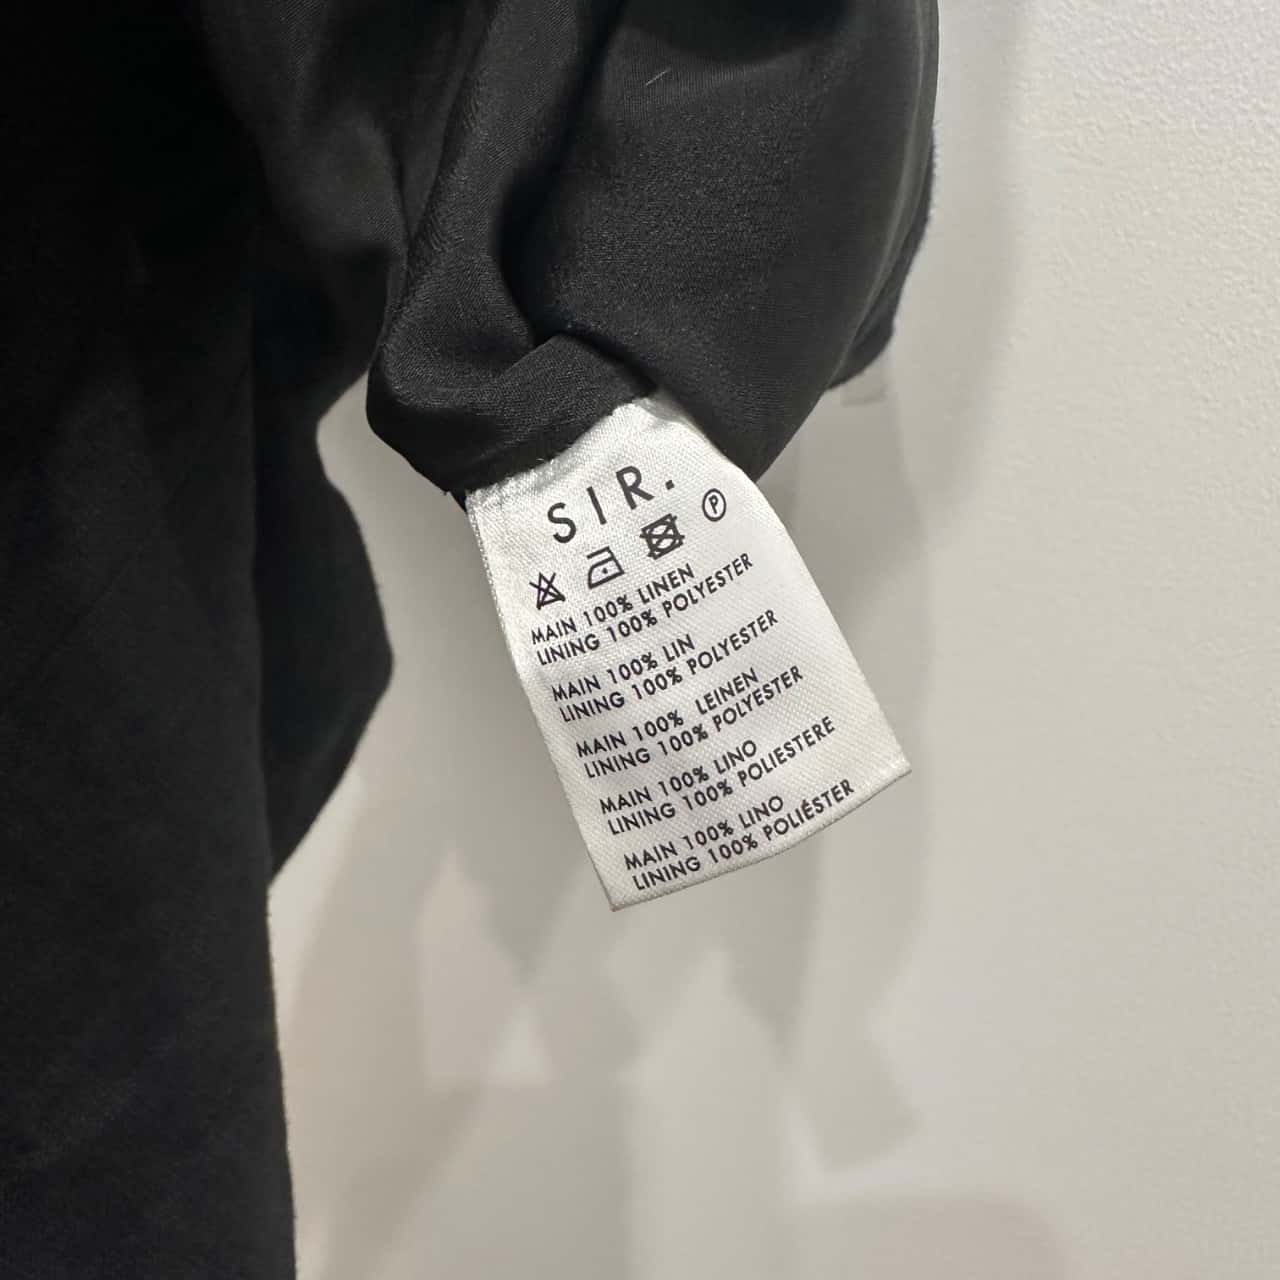 SIR.
P
MAIN 100% LINEN
LINING 100% POLYESTER
MAIN 100% LIN
LINING 100% POLYESTER
MAIN 100% LEINEN
LINING 100% POLYESTER
MAIN 100% LINO
LINING 100% POLIESTERE
MAIN 100% LINO
LINING 100% POLIÉSTER